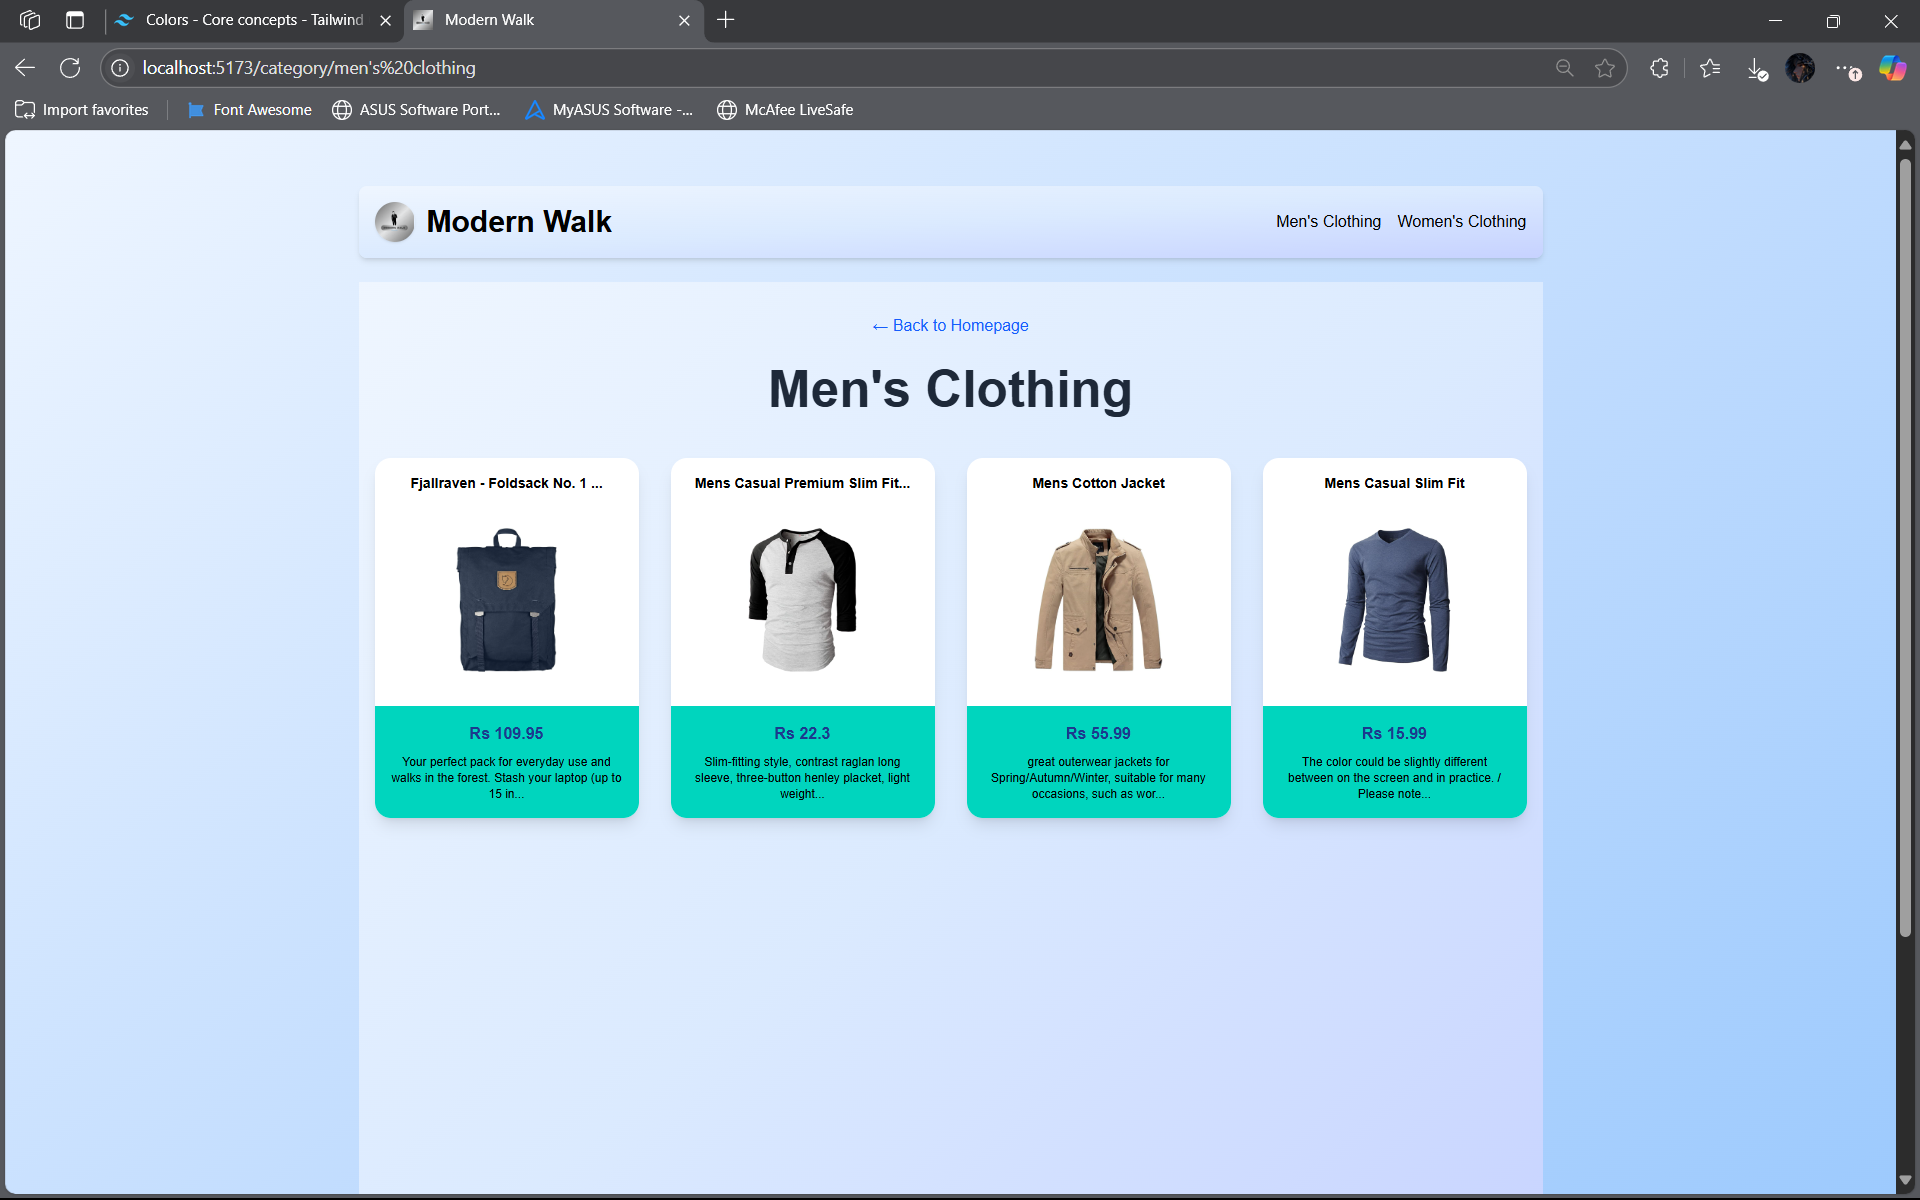 Colors - Core concepts - Tailwind
Modern Walk
localhost:5173/category/men's%20clothing
Import favorites
Font Awesome
ASUS Software Port...
MyASUS Software -...
McAfee LiveSafe
Modern Walk
Men's Clothing
Women's Clothing
← Back to Homepage
Men's Clothing
Fjallraven - Foldsack No. 1 ...
Rs 109.95
Your perfect pack for everyday use and
walks in the forest. Stash your laptop (up to
15 in...
Mens Casual Premium Slim Fit...
Rs 22.3
Slim-fitting style, contrast raglan long
sleeve, three-button henley placket, light
weight...
Mens Cotton Jacket
Rs 55.99
great outerwear jackets for
Spring/Autumn/Winter, suitable for many
occasions, such as wor...
Mens Casual Slim Fit
Rs 15.99
The color could be slightly different
between on the screen and in practice. /
Please note...